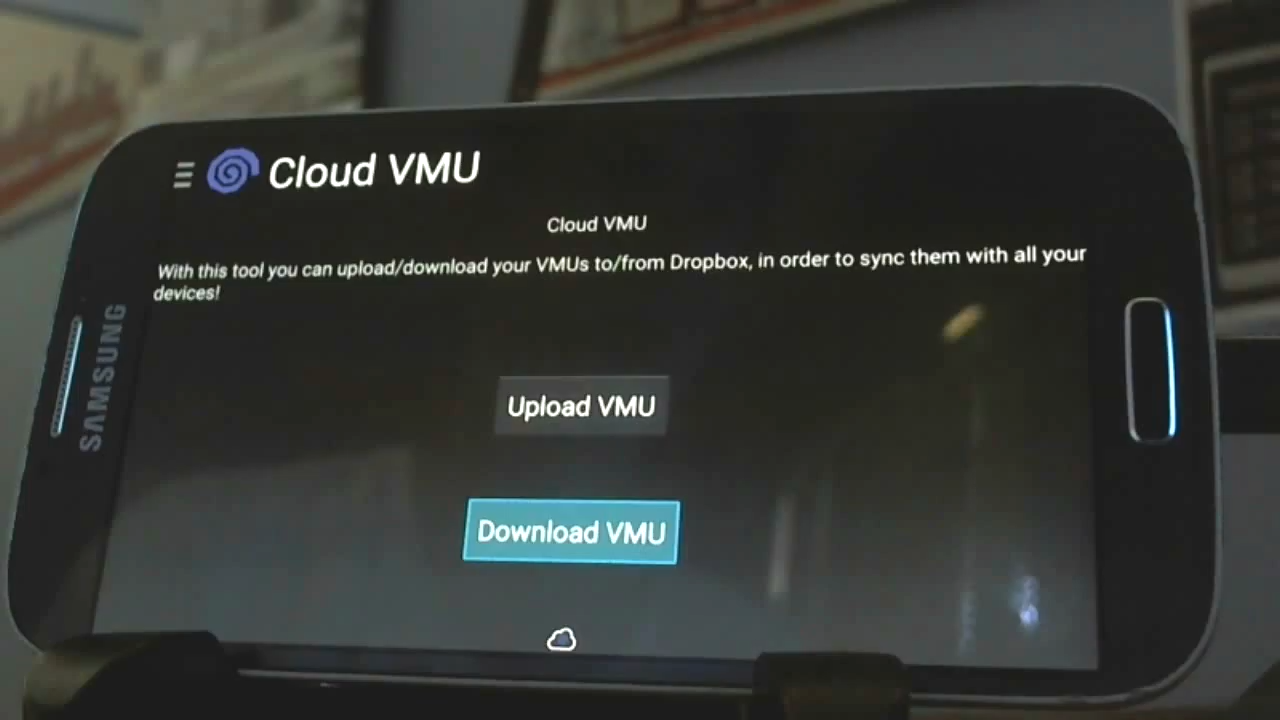 Cloud VMU
Cloud VMU
With this tool you can upload/download your VMUs to/from Dropbox, in order to sync them with all your
devices!
SAMSUNG
Upload VMU
Download VMU